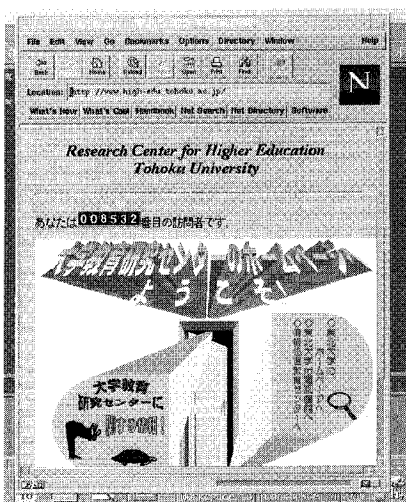 File Edit View Go Bookmarks Options Directory Window Help
Back Home Reload Open Print Find
Location: http://www.high-edu.tohoku.ac.jp/
What's New What's Cool Handbook Net Search Net Directory Software
Research Center for Higher Education
Tohoku University
あなたは008532番目の訪問者です。
大学教育研究センターのホームページへ
ようこそ!
大学教育
研究センターに